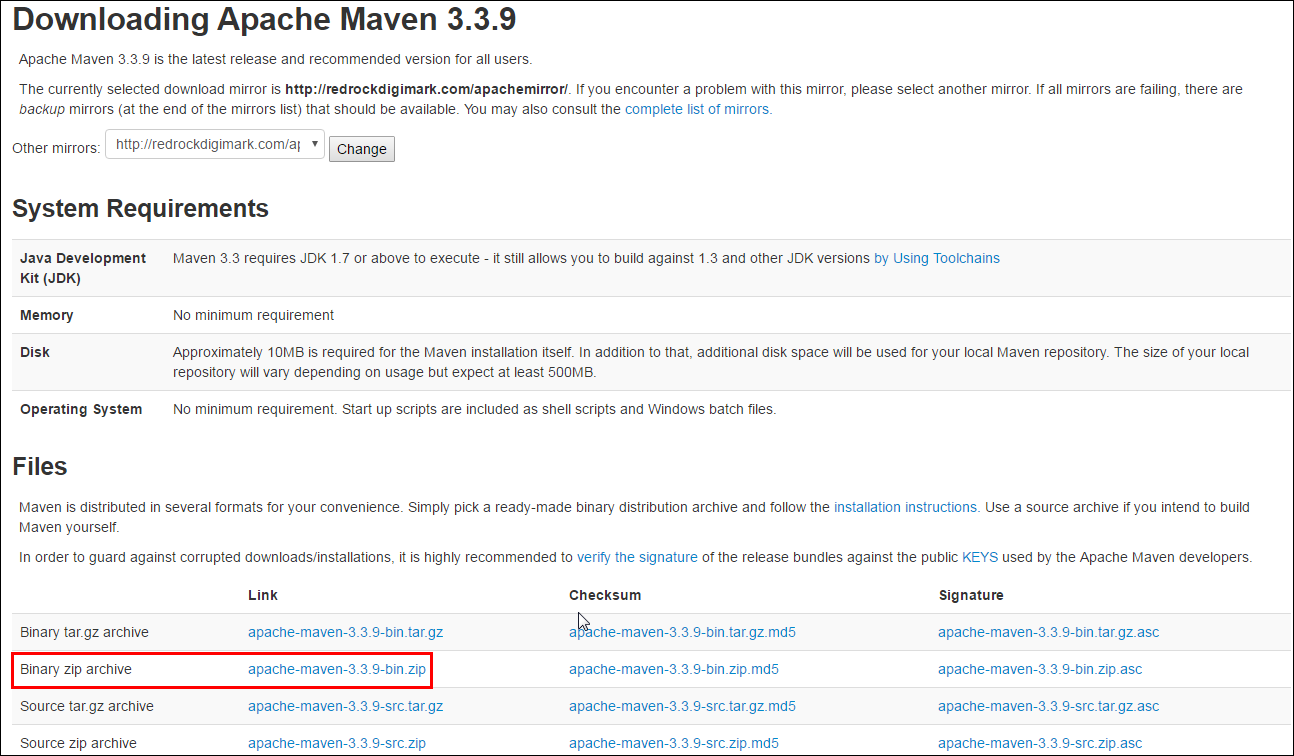 Downloading Apache Maven 3.3.9
Apache Maven 3.3.9 is the latest release and recommended version for all users.
The currently selected download mirror is http://redrockdigimark.com/apachemirror/. If you encounter a problem with this mirror, please select another mirror. If all mirrors are failing, there are
backup mirrors (at the end of the mirrors list) that should be available. You may also consult the complete list of mirrors.
Other mirrors: http://redrockdigimark.com/ap Change
System Requirements
Java Development Kit (JDK) Maven 3.3 requires JDK 1.7 or above to execute - it still allows you to build against 1.3 and other JDK versions by Using Toolchains
Memory No minimum requirement
Disk Approximately 10MB is required for the Maven installation itself. In addition to that, additional disk space will be used for your local Maven repository. The size of your local
repository will vary depending on usage but expect at least 500MB.
Operating System No minimum requirement. Start up scripts are included as shell scripts and Windows batch files.
Files
Maven is distributed in several formats for your convenience. Simply pick a ready-made binary distribution archive and follow the installation instructions. Use a source archive if you intend to build
Maven yourself.
In order to guard against corrupted downloads/installations, it is highly recommended to verify the signature of the release bundles against the public KEYS used by the Apache Maven developers.
Link Checksum Signature
Binary tar.gz archive apache-maven-3.3.9-bin.tar.gz apache-maven-3.3.9-bin.tar.gz.md5 apache-maven-3.3.9-bin.tar.gz.asc
Binary zip archive apache-maven-3.3.9-bin.zip apache-maven-3.3.9-bin.zip.md5 apache-maven-3.3.9-bin.zip.asc
Source tar.gz archive apache-maven-3.3.9-src.tar.gz apache-maven-3.3.9-src.tar.gz.md5 apache-maven-3.3.9-src.tar.gz.asc
Source zip archive apache-maven-3.3.9-src.zip apache-maven-3.3.9-src.zip.md5 apache-maven-3.3.9-src.zip.asc